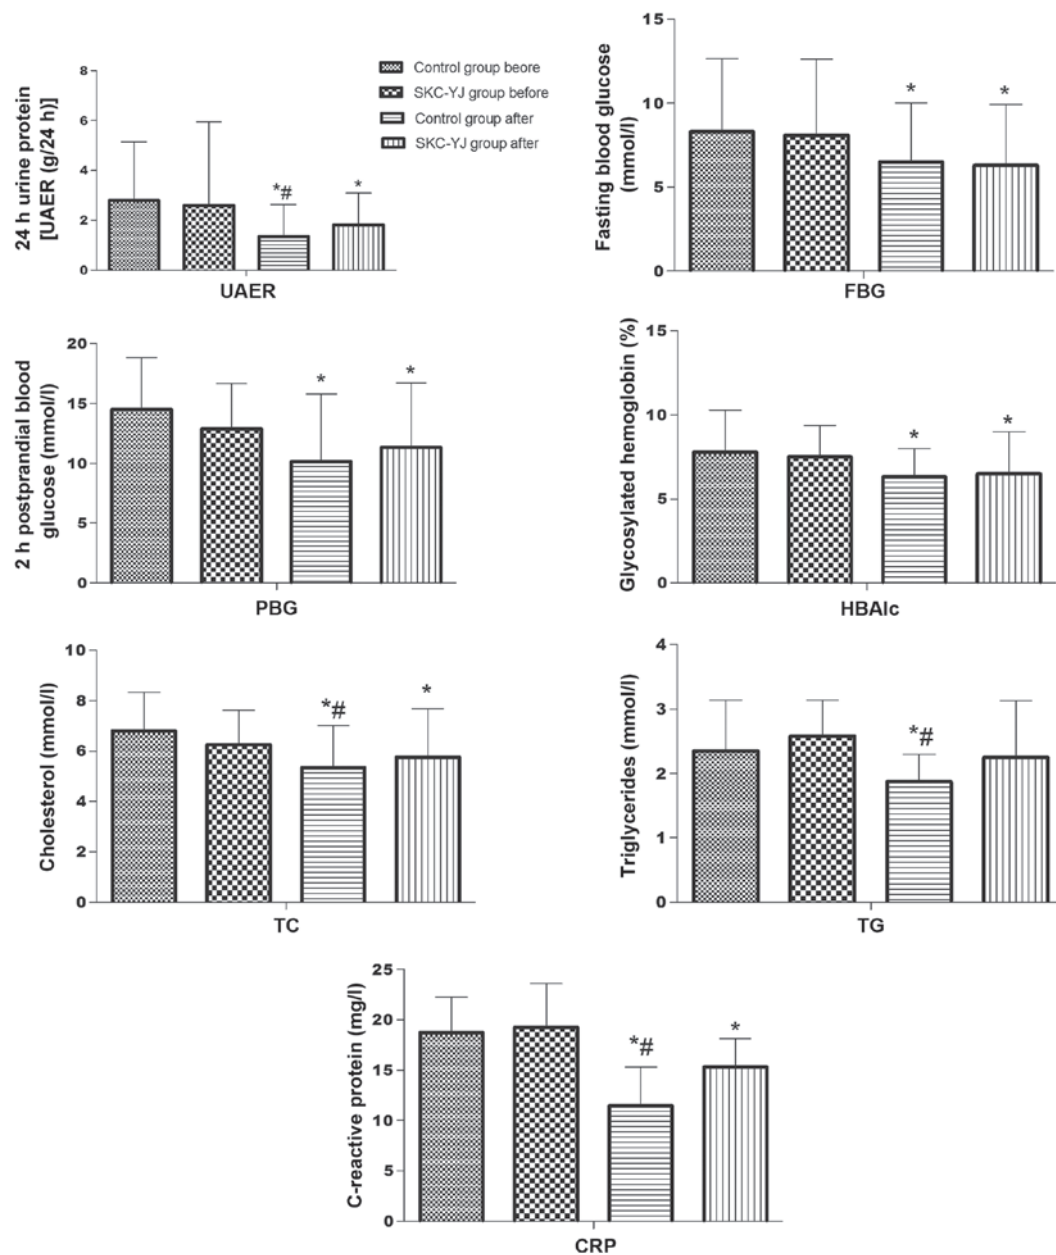 24 h urine protein
[UAER (g/24 h)]
8
6
4
2
0
*#
*
UAER
Control group beore
SKC-YJ group before
Control group after
SKC-YJ group after
Fasting blood glucose
(mmol/l)
15
10
5
0
*
*
FBG
2 h postprandial blood
glucose (mmol/l)
20
15
10
5
0
*
*
PBG
Glycosylated hemoglobin (%)
15
10
5
0
*
*
HBAlc
Cholesterol (mmol/l)
10
8
6
4
2
0
*#
*
TC
Triglycerides (mmol/l)
4
3
2
1
0
*#
TG
C-reactive protein (mg/l)
25
20
15
10
5
0
*#
*
CRP